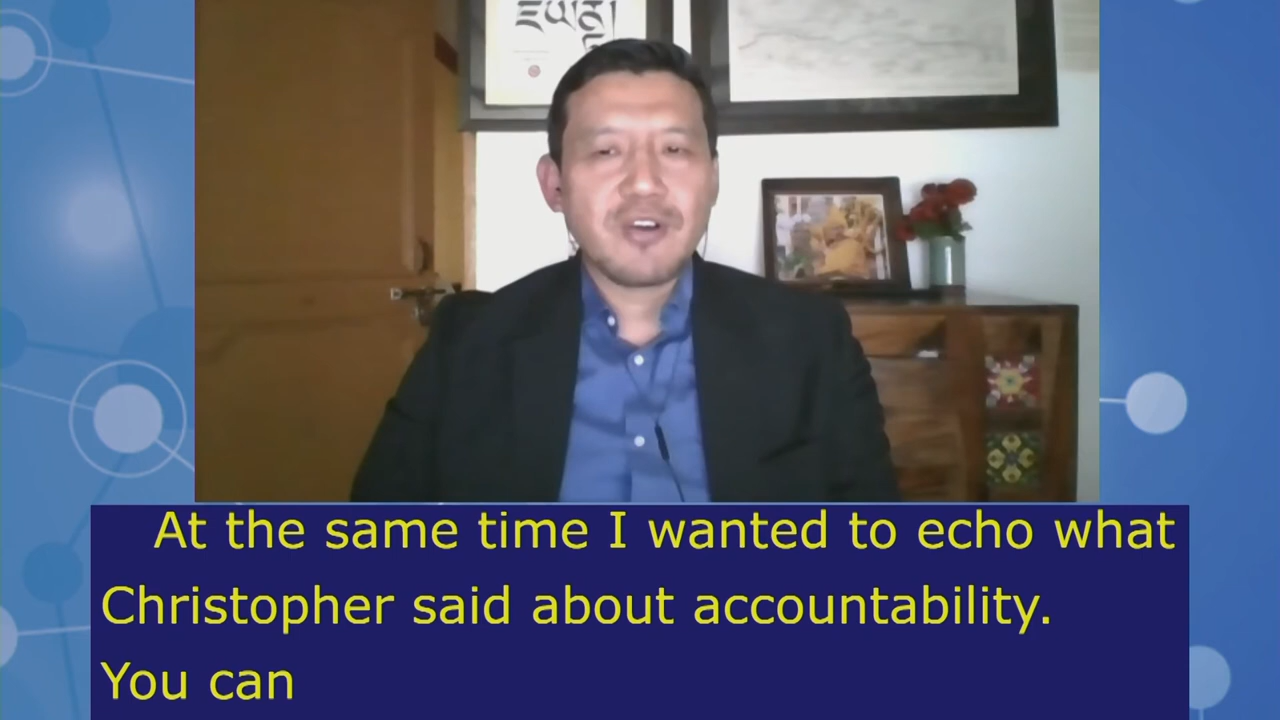 At the same time I wanted to echo what
Christopher said about accountability.
You can